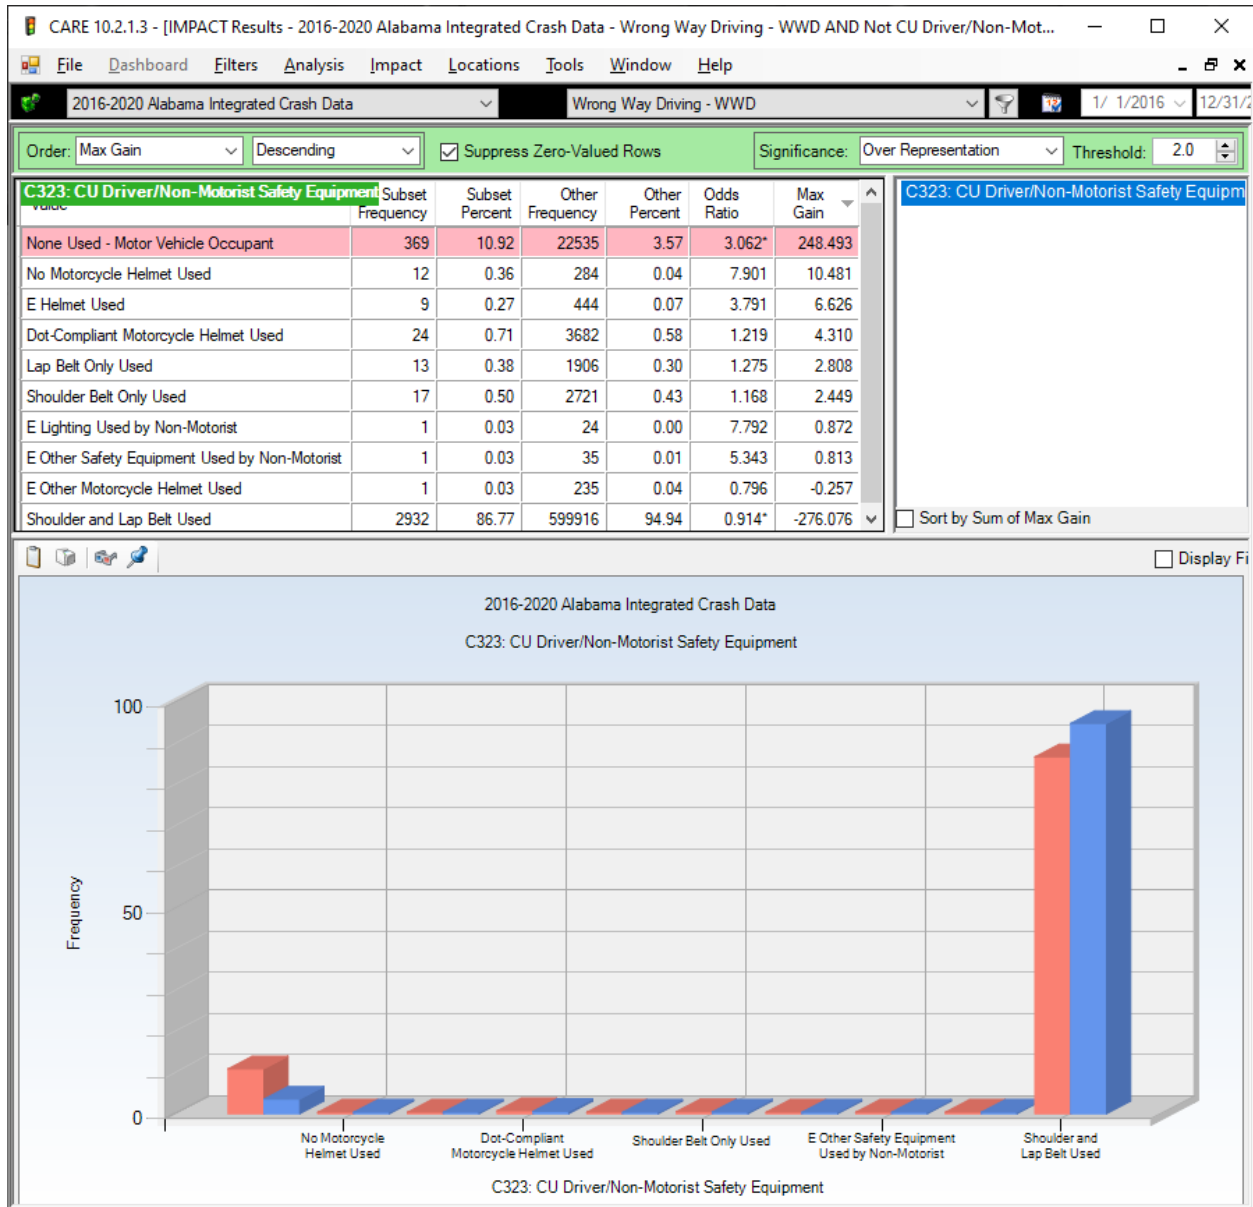 CARE 10.2.1.3 - [IMPACT Results - 2016-2020 Alabama Integrated Crash Data - Wrong Way Driving - WWD AND Not CU Driver/Non-Mot...
File Dashboard Filters Analysis Impact Locations Tools Window Help
2016-2020 Alabama Integrated Crash Data Wrong Way Driving - WWD 1/ 1/2016 12/31/2
Order: Max Gain Descending Suppress Zero-Valued Rows Significance: Over Representation Threshold: 2.0
C323: CU Driver/Non-Motorist Safety Equipment Subset Frequency Subset Percent Other Frequency Other Percent Odds Ratio Max Gain
None Used - Motor Vehicle Occupant 369 10.92 22535 3.57 3.062* 248.493
No Motorcycle Helmet Used 12 0.36 284 0.04 7.901 10.481
E Helmet Used 9 0.27 444 0.07 3.791 6.626
Dot-Compliant Motorcycle Helmet Used 24 0.71 3682 0.58 1.219 4.310
Lap Belt Only Used 13 0.38 1906 0.30 1.275 2.808
Shoulder Belt Only Used 17 0.50 2721 0.43 1.168 2.449
E Lighting Used by Non-Motorist 1 0.03 24 0.00 7.792 0.872
E Other Safety Equipment Used by Non-Motorist 1 0.03 35 0.01 5.343 0.813
E Other Motorcycle Helmet Used 1 0.03 235 0.04 0.796 -0.257
Shoulder and Lap Belt Used 2932 86.77 599916 94.94 0.914* -276.076
C323: CU Driver/Non-Motorist Safety Equipm
Sort by Sum of Max Gain
Display Fi
2016-2020 Alabama Integrated Crash Data
C323: CU Driver/Non-Motorist Safety Equipment
100
50
0
Frequency
No Motorcycle Helmet Used
Dot-Compliant Motorcycle Helmet Used
Shoulder Belt Only Used
E Other Safety Equipment Used by Non-Motorist
Shoulder and Lap Belt Used
C323: CU Driver/Non-Motorist Safety Equipment